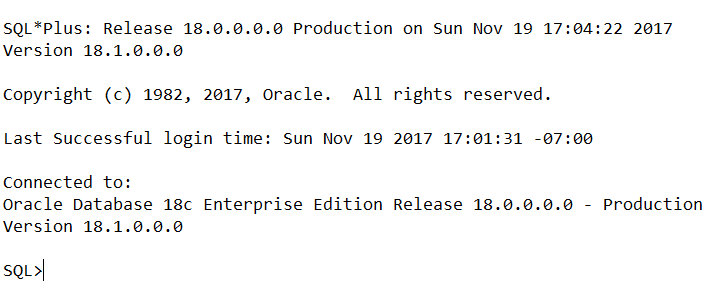 SQL*Plus: Release 18.0.0.0.0 Production on Sun Nov 19 17:04:22 2017
Version 18.1.0.0.0
Copyright (c) 1982, 2017, Oracle.  All rights reserved.
Last Successful login time: Sun Nov 19 2017 17:01:31 -07:00
Connected to:
Oracle Database 18c Enterprise Edition Release 18.0.0.0.0 - Production
Version 18.1.0.0.0
SQL>